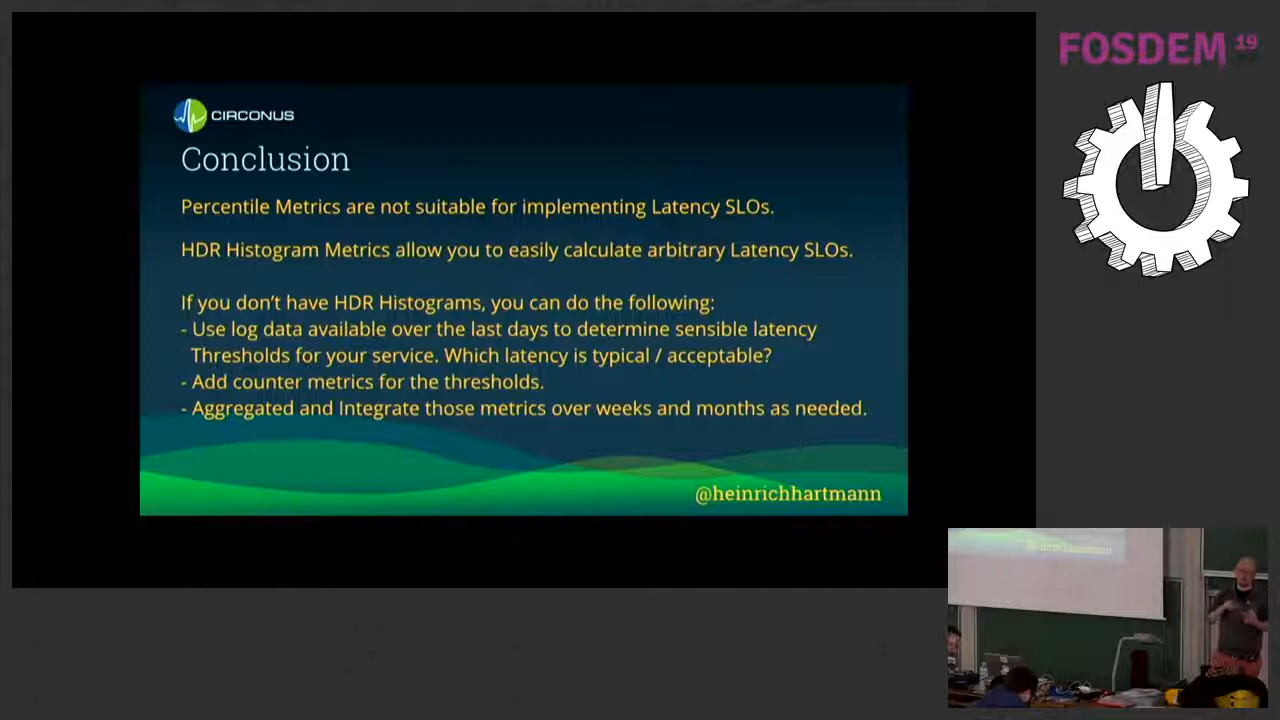 FOSDEM 19
CIRCONUS
Conclusion
Percentile Metrics are not suitable for implementing Latency SLOs.
HDR Histogram Metrics allow you to easily calculate arbitrary Latency SLOs.
If you don't have HDR Histograms, you can do the following:
- Use log data available over the last days to determine sensible latency
Thresholds for your service. Which latency is typical / acceptable?
- Add counter metrics for the thresholds.
- Aggregated and Integrate those metrics over weeks and months as needed.
@heinrichhartmann